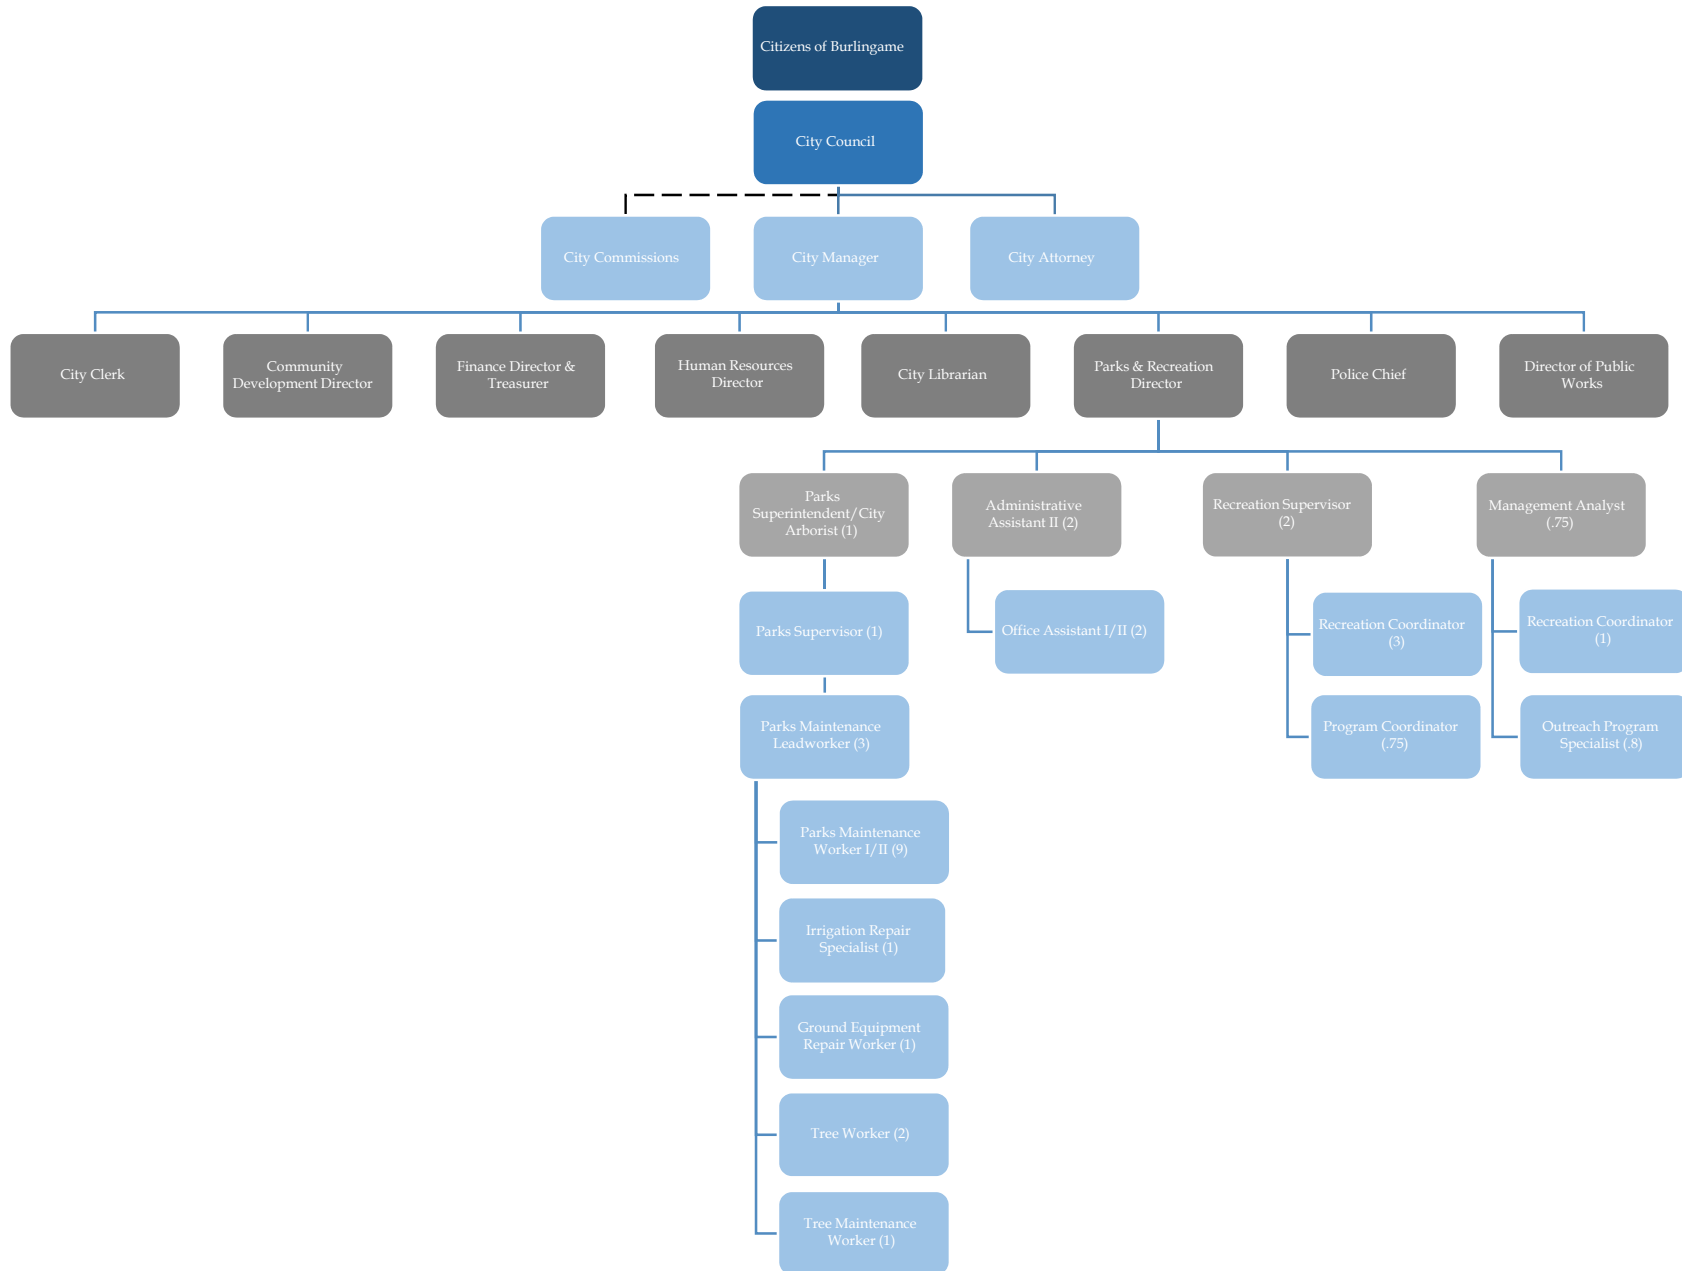 Citizens of Burlingame
City Council
City Commissions
City Manager
City Attorney
City Clerk
Community
Development Director
Finance Director &
Treasurer
Human Resources
Director
City Librarian
Parks & Recreation
Director
Police Chief
Director of Public
Works
Parks
Superintendent/City
Arborist (1)
Administrative
Assistant II (2)
Recreation Supervisor
(2)
Management Analyst
(.75)
Parks Supervisor (1)
Office Assistant I/II (2)
Recreation Coordinator
(3)
Recreation Coordinator
(1)
Parks Maintenance
Leadworker (3)
Program Coordinator
(.75)
Outreach Program
Specialist (.8)
Parks Maintenance
Worker I/II (9)
Irrigation Repair
Specialist (1)
Ground Equipment
Repair Worker (1)
Tree Worker (2)
Tree Maintenance
Worker (1)